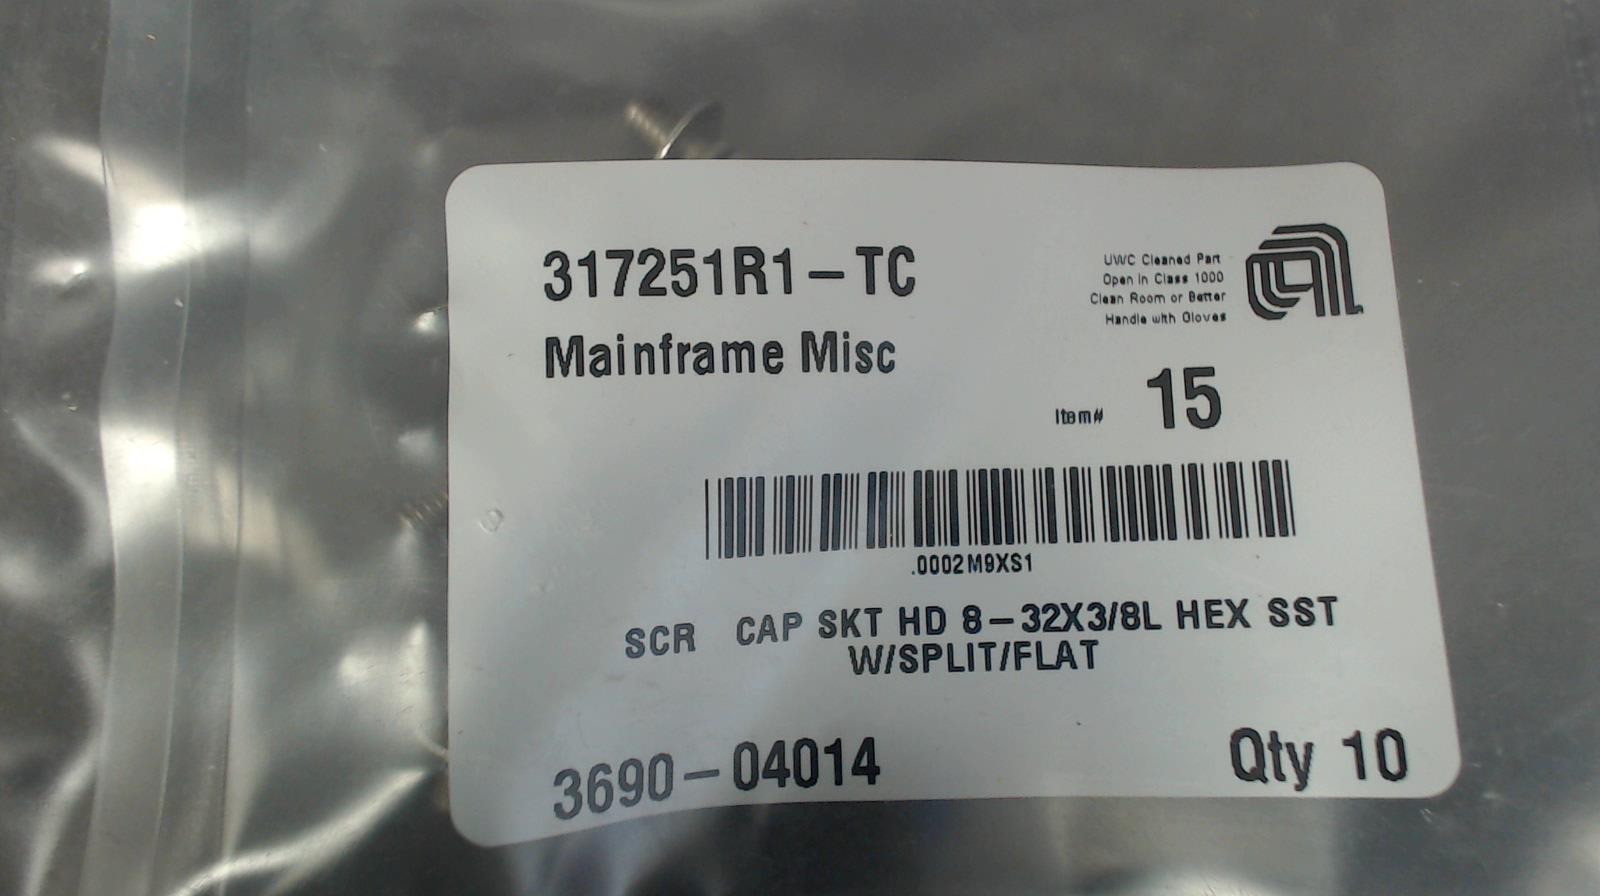 317251R1-TC
UWC Cleaned Part
Open in Class 1000
Clean Room or Better
Handle with Gloves
Mainframe Misc
Item# 15
.0002M9XS1
SCR CAP SKT HD 8-32X3/8L HEX SST
W/SPLIT/FLAT
3690-04014 Qty 10